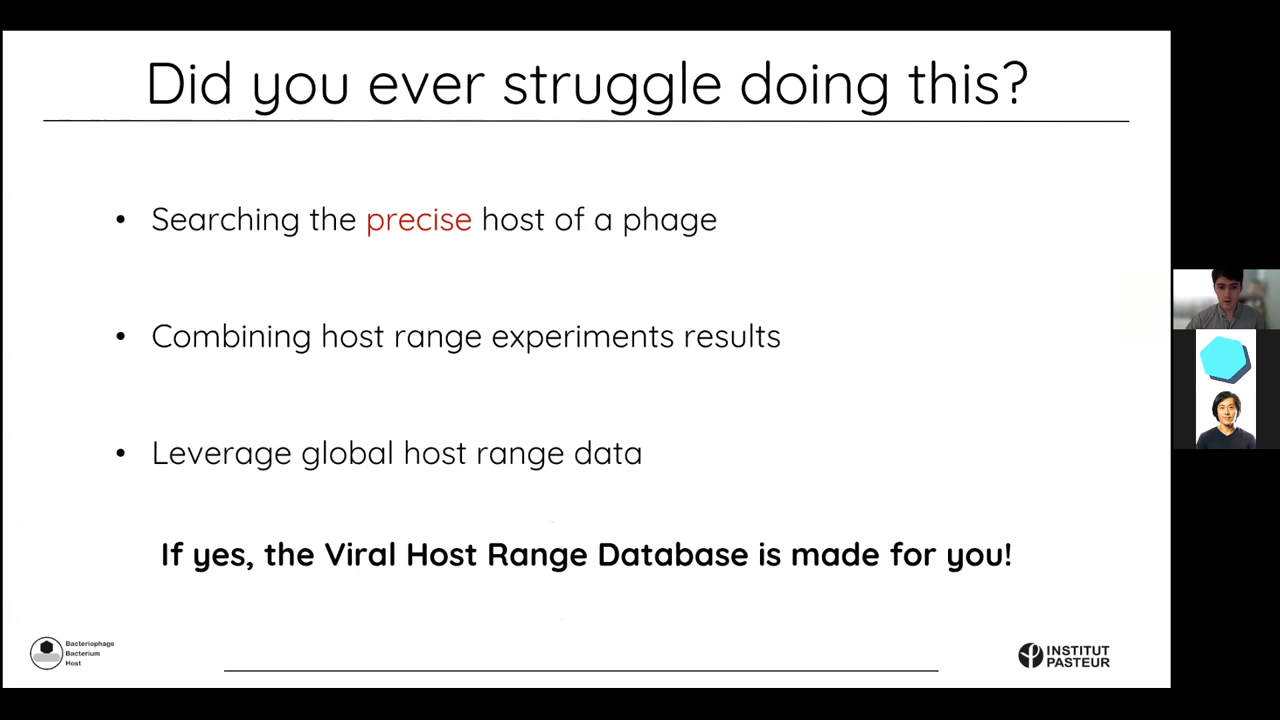 Did you ever struggle doing this?
• Searching the precise host of a phage
• Combining host range experiments results
• Leverage global host range data
If yes, the Viral Host Range Database is made for you!
Bacteriophage
Bacterium
Host
INSTITUT
PASTEUR